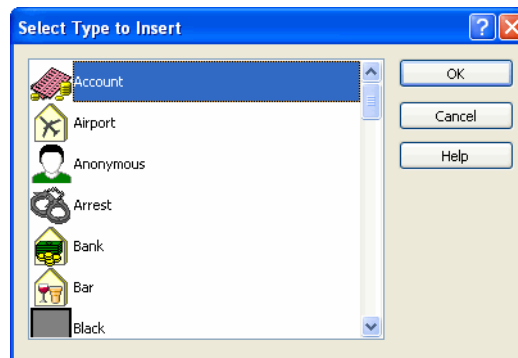 Select Type to Insert
Account
Airport
Anonymous
Arrest
Bank
Bar
Black
OK
Cancel
Help